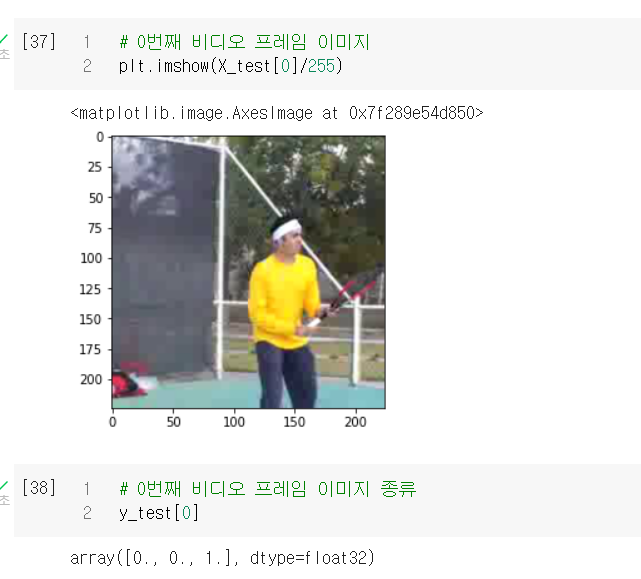 [37] 1 # 0번째 비디오 프레임 이미지
초 2 plt.imshow(X_test[0]/255)
<matplotlib.image.AxesImage at 0x7f289e54d850>
0
25
50
75
100
125
150
175
200
0 50 100 150 200
[38] 1 # 0번째 비디오 프레임 이미지 종류
초 2 y_test[0]
array([0., 0., 1.], dtype=float32)